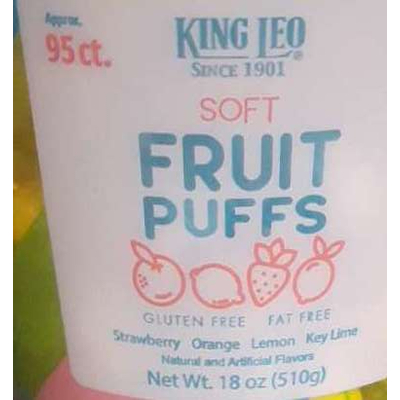 Approx.
95 ct.
KING LEO®
SINCE 1901
SOFT
FRUIT
PUFFS
GLUTEN FREE FAT FREE
Strawberry Orange Lemon Key Lime
Natural and Artificial Flavors
Net Wt. 18 oz (510g)